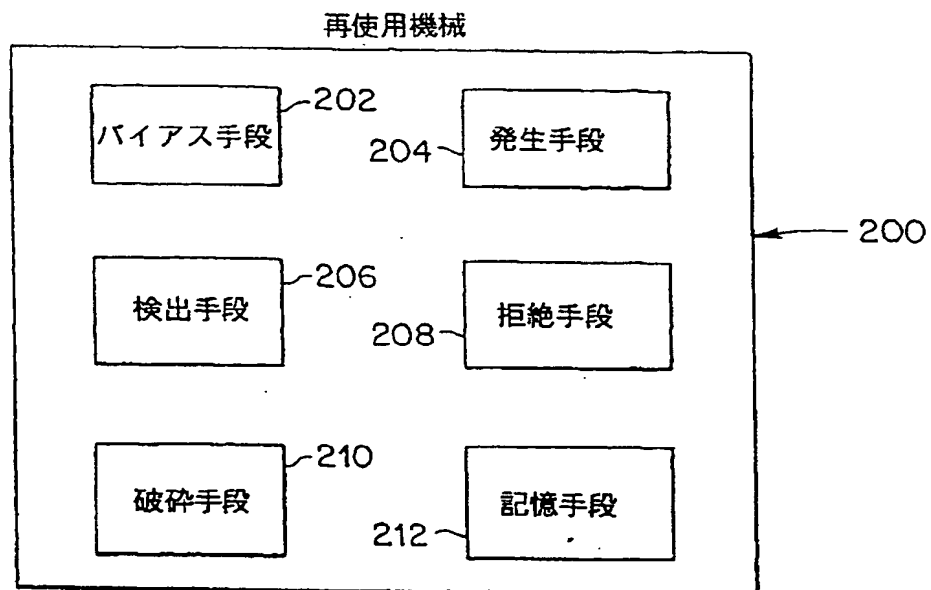 再使用機械
バイアス手段
202
204
発生手段
200
検出手段
206
208
拒絶手段
破砕手段
210
212
記憶手段